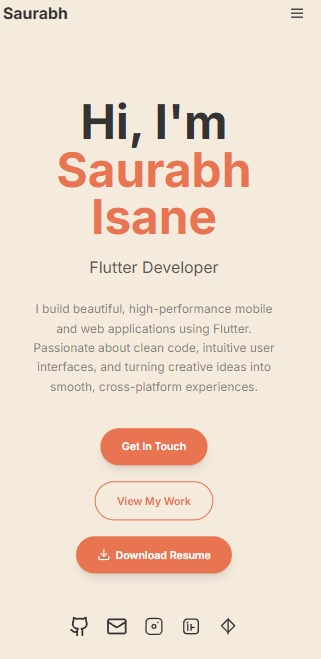 Saurabh
Hi, I'm
Saurabh
Isane
Flutter Developer
I build beautiful, high-performance mobile
and web applications using Flutter.
Passionate about clean code, intuitive user
interfaces, and turning creative ideas into
smooth, cross-platform experiences.
Get In Touch
View My Work
Download Resume